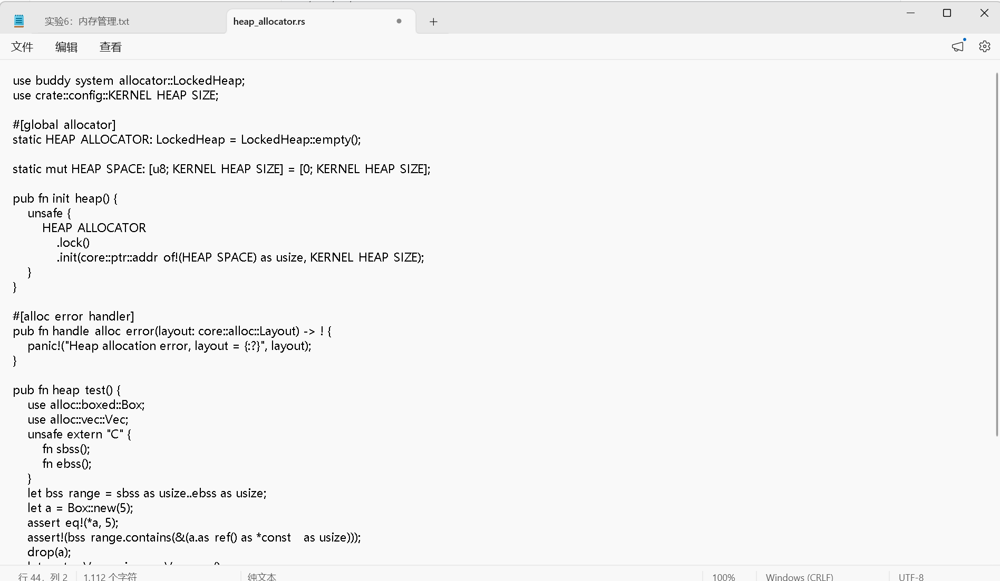 实验6：内存管理.txt
heap_allocator.rs
文件 编辑 查看
use buddy system allocator::LockedHeap;
use crate::config::KERNEL HEAP SIZE;
#[global allocator]
static HEAP ALLOCATOR: LockedHeap = LockedHeap::empty();
static mut HEAP SPACE: [u8; KERNEL HEAP SIZE] = [0; KERNEL HEAP SIZE];
pub fn init heap() {
    unsafe {
        HEAP ALLOCATOR
            .lock()
            .init(core::ptr::addr of!(HEAP SPACE) as usize, KERNEL HEAP SIZE);
    }
}
#[alloc error handler]
pub fn handle alloc error(layout: core::alloc::Layout) -> ! {
    panic!("Heap allocation error, layout = {:?}", layout);
}
pub fn heap test() {
    use alloc::boxed::Box;
    use alloc::vec::Vec;
    unsafe extern "C" {
        fn sbss();
        fn ebss();
    }
    let bss range = sbss as usize..ebss as usize;
    let a = Box::new(5);
    assert eq!(*a, 5);
    assert!(bss range.contains(&(a.as ref() as *const   as usize)));
    drop(a);
行 44，列 2 1,112 个字符 纯文本 100% Windows (CRLF) UTF-8